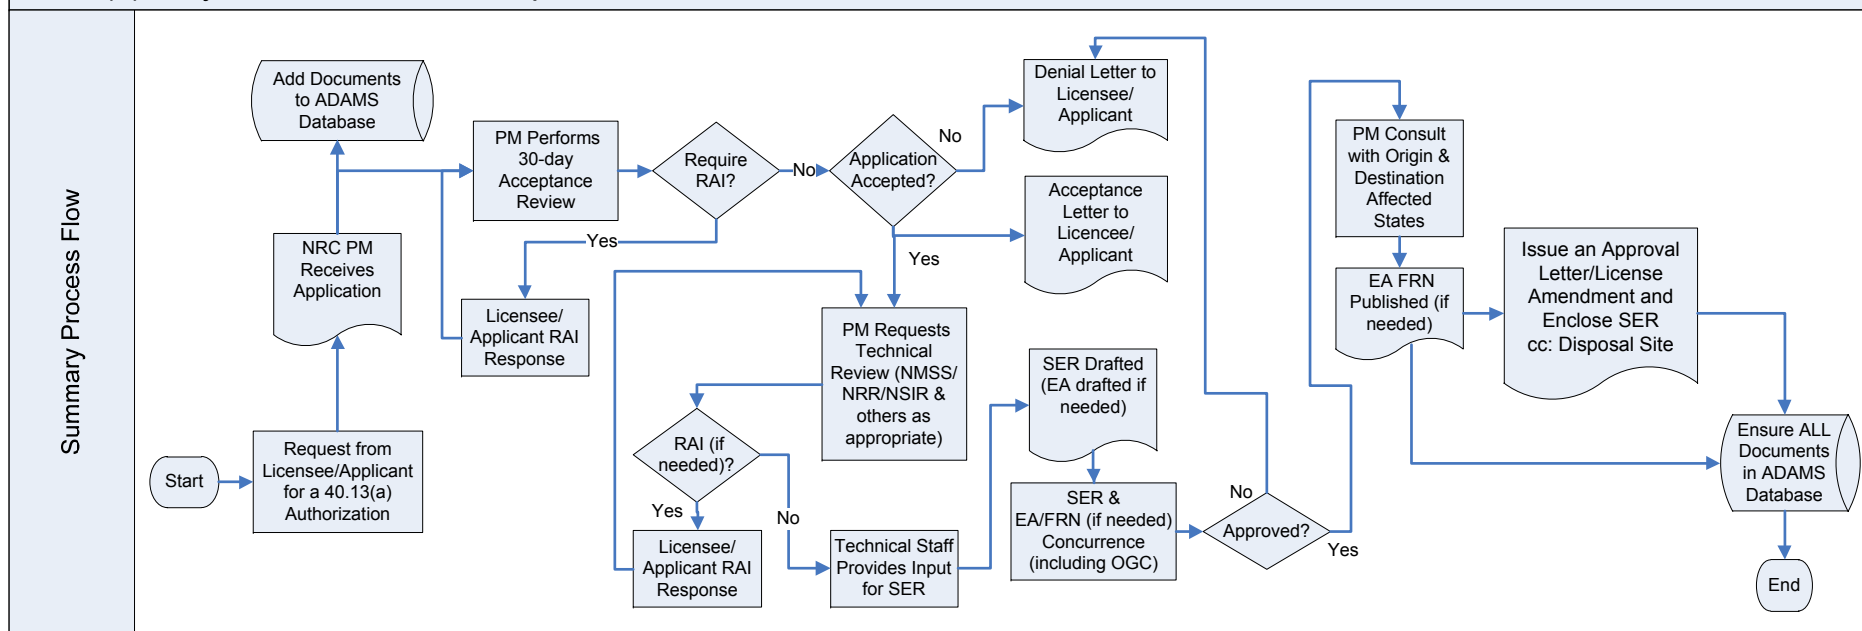 Summary Process Flow
Start
Request from
Licensee/Applicant
for a 40.13(a)
Authorization
NRC PM
Receives
Application
Add Documents
to ADAMS
Database
PM Performs
30-day
Acceptance
Review
Require
RAI?
No
Yes
Licensee/
Applicant RAI
Response
Application
Accepted?
No
Yes
Denial Letter to
Licensee/
Applicant
Acceptance
Letter to
Licencee/
Applicant
PM Requests
Technical
Review (NMSS/
NRR/NSIR &
others as
appropriate)
RAI (if
needed)?
Yes
No
Licensee/
Applicant RAI
Response
Technical Staff
Provides Input
for SER
SER Drafted
(EA drafted if
needed)
SER &
EA/FRN (if needed)
Concurrence
(including OGC)
Approved?
No
Yes
PM Consult
with Origin &
Destination
Affected
States
EA FRN
Published (if
needed)
Issue an Approval
Letter/License
Amendment and
Enclose SER
cc: Disposal Site
Ensure ALL
Documents
in ADAMS
Database
End